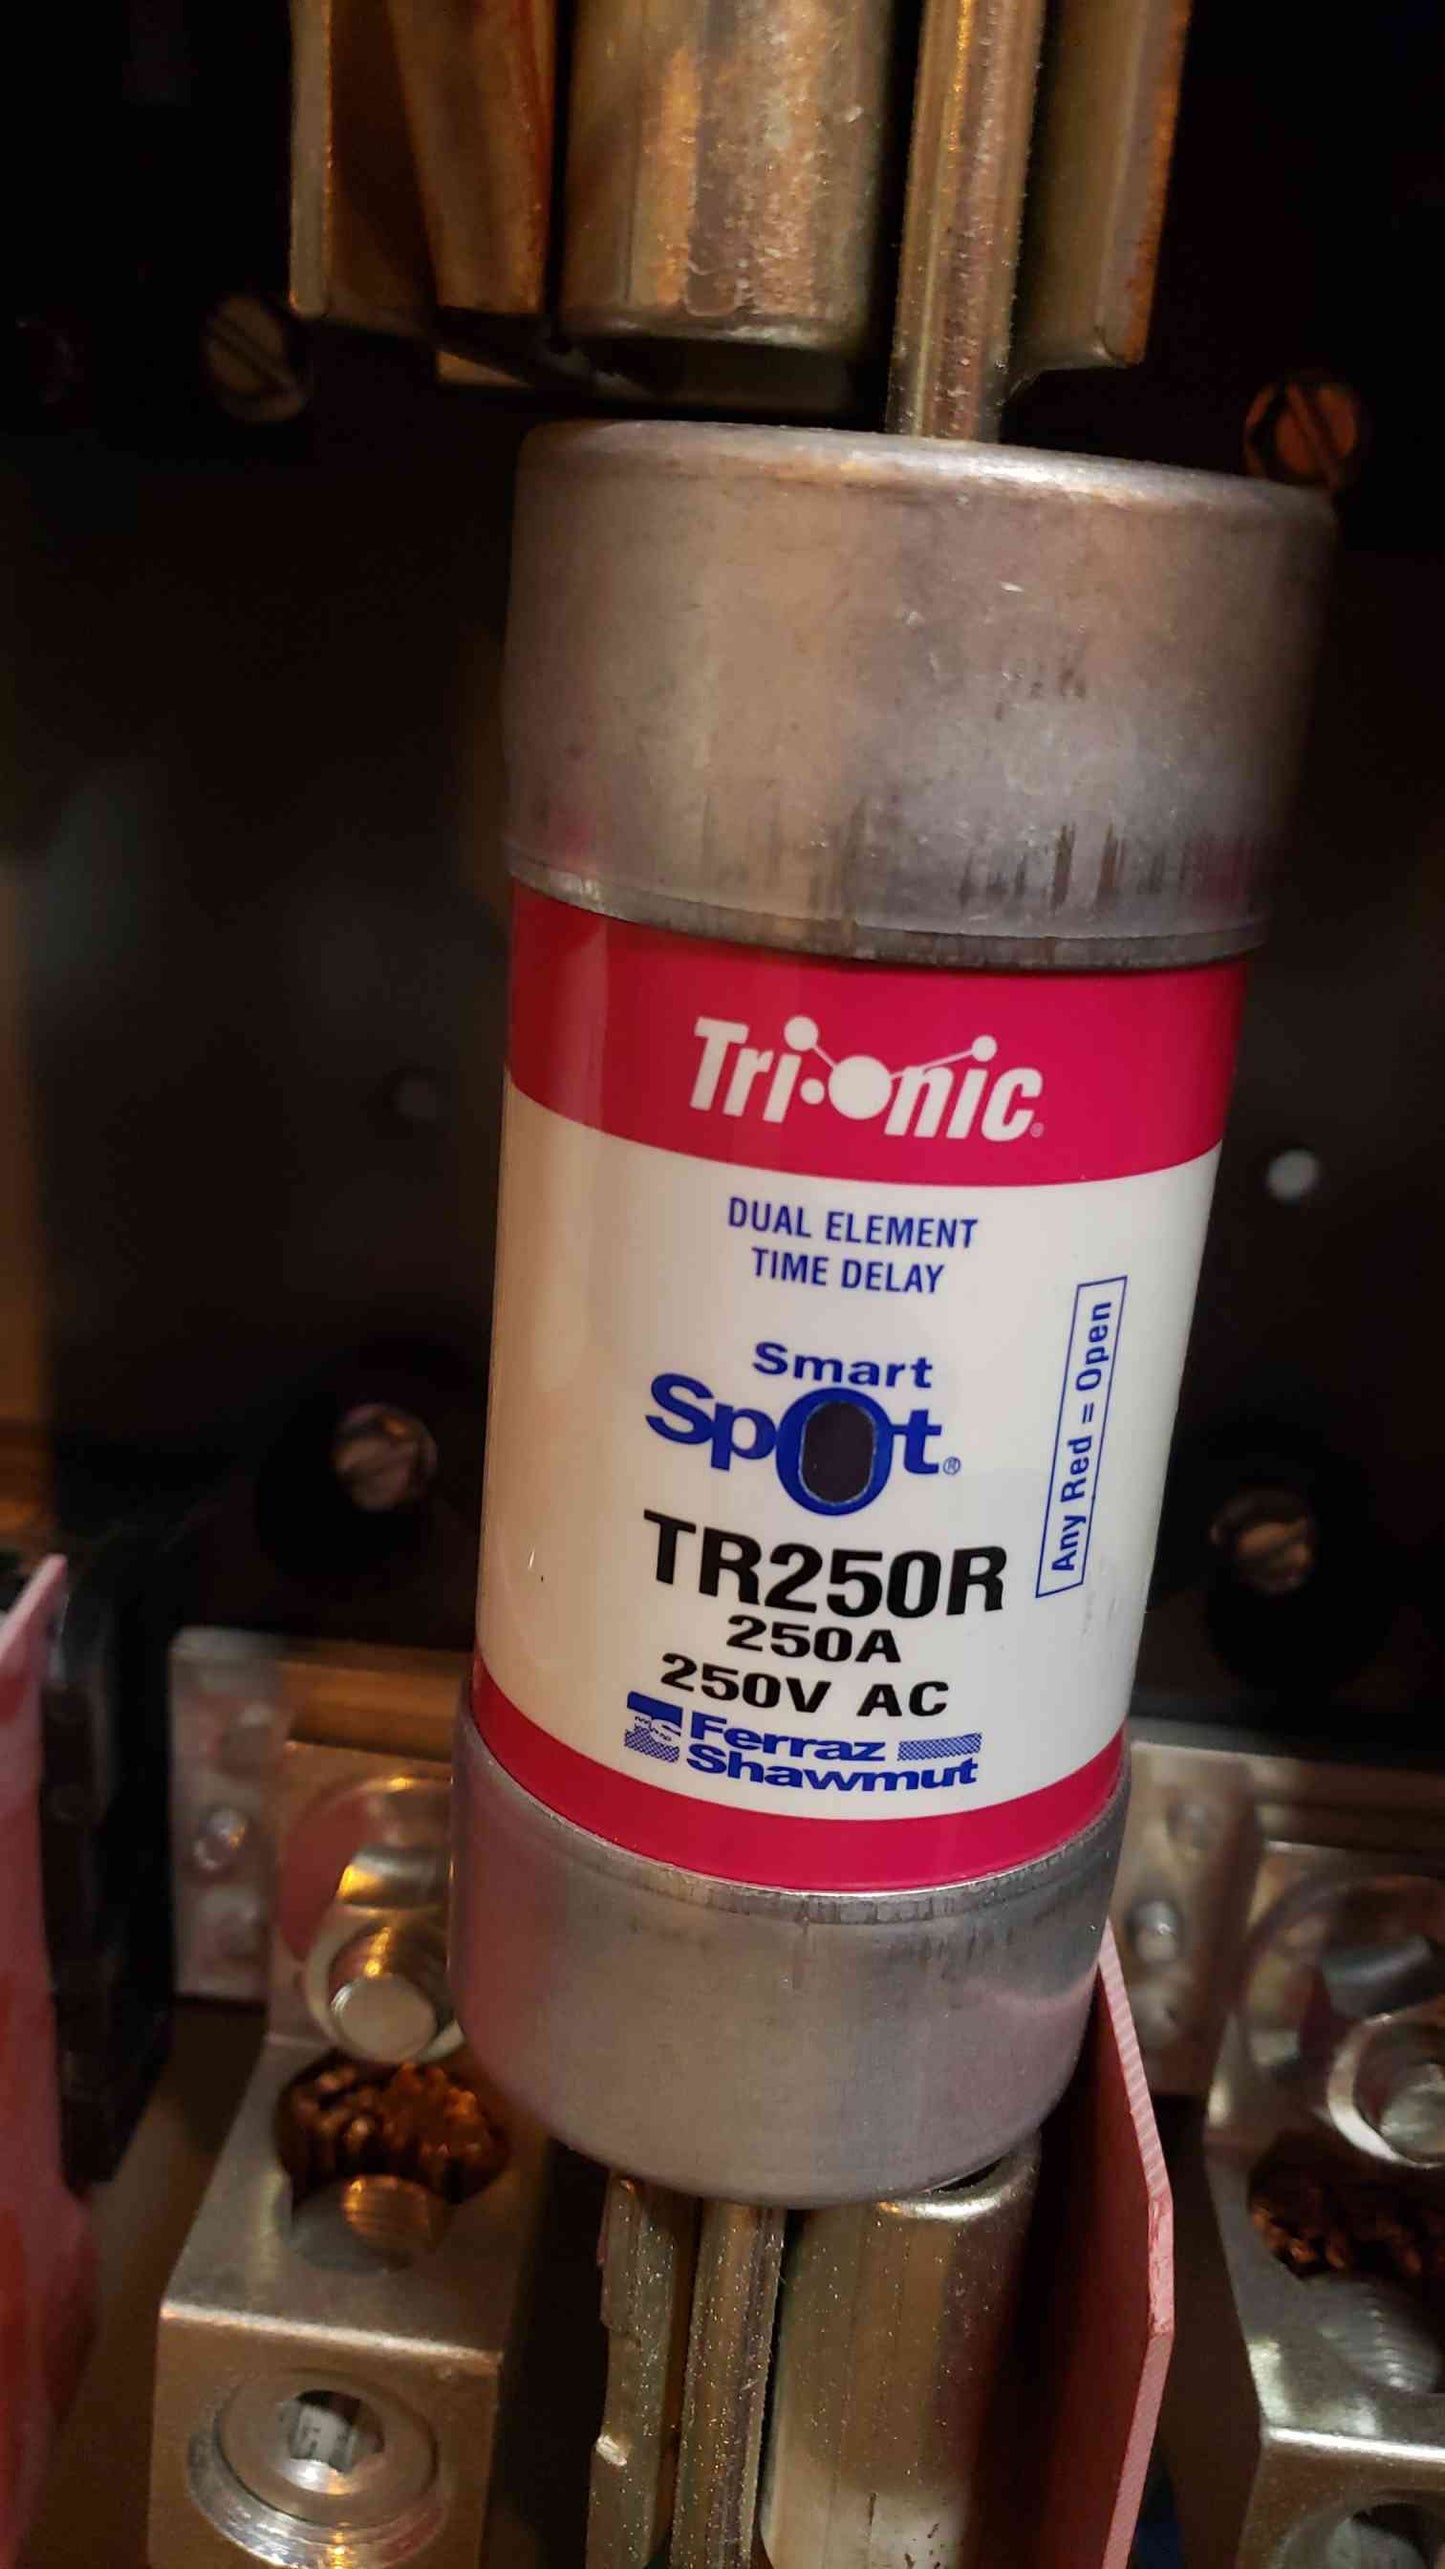 Tri-Onic®
DUAL ELEMENT
TIME DELAY
Smart
Spot®
Any Red = Open
TR250R
250A
250V AC
Ferraz
Shawmut